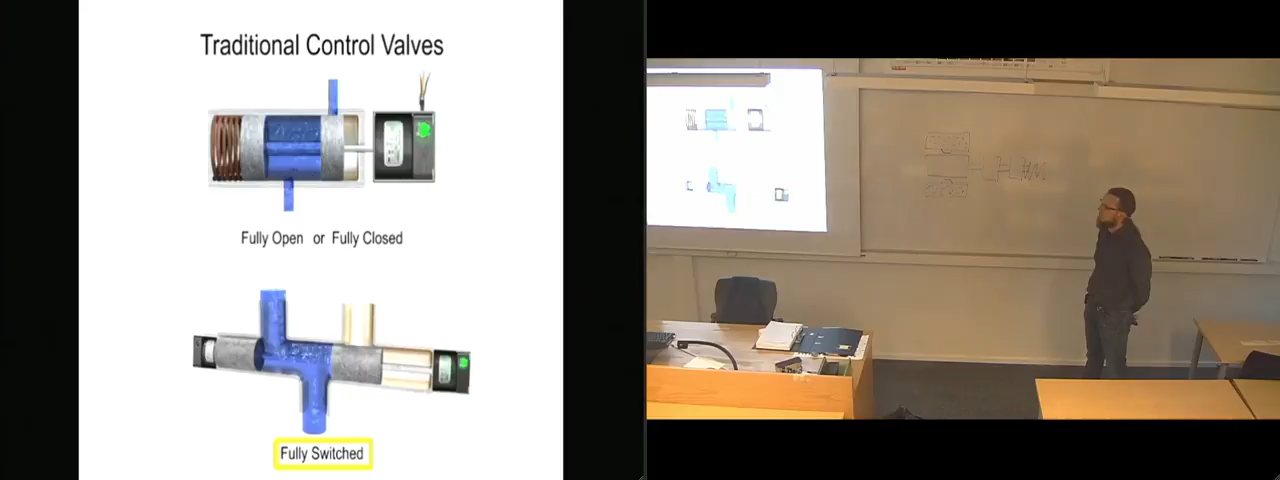 Traditional Control Valves
Fully Open or Fully Closed
Fully Switched